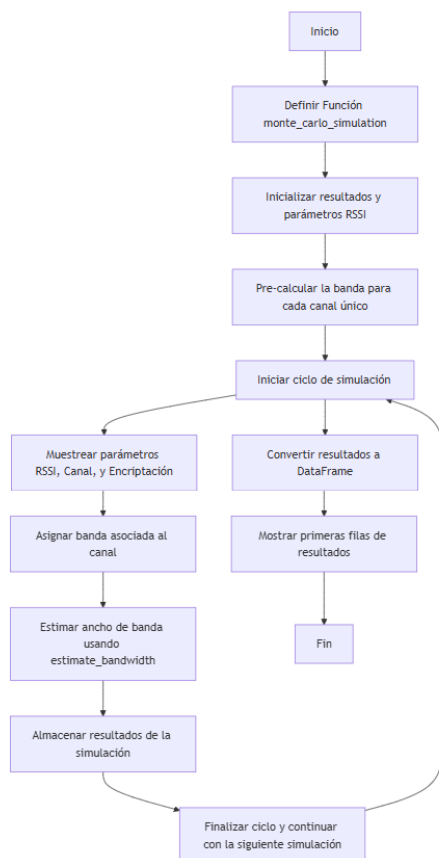 Inicio
Definir Función
monte_carlo_simulation
Inicializar resultados y
parámetros RSSI
Pre-calcular la banda para
cada canal único
Iniciar ciclo de simulación
Muestrear parámetros
RSSI, Canal, y Encriptación
Convertir resultados a
DataFrame
Asignar banda asociada al
canal
Mostrar primeras filas de
resultados
Estimar ancho de banda
usando
estimate_bandwidth
Fin
Almacenar resultados de la
simulación
Finalizar ciclo y continuar
con la siguiente simulación